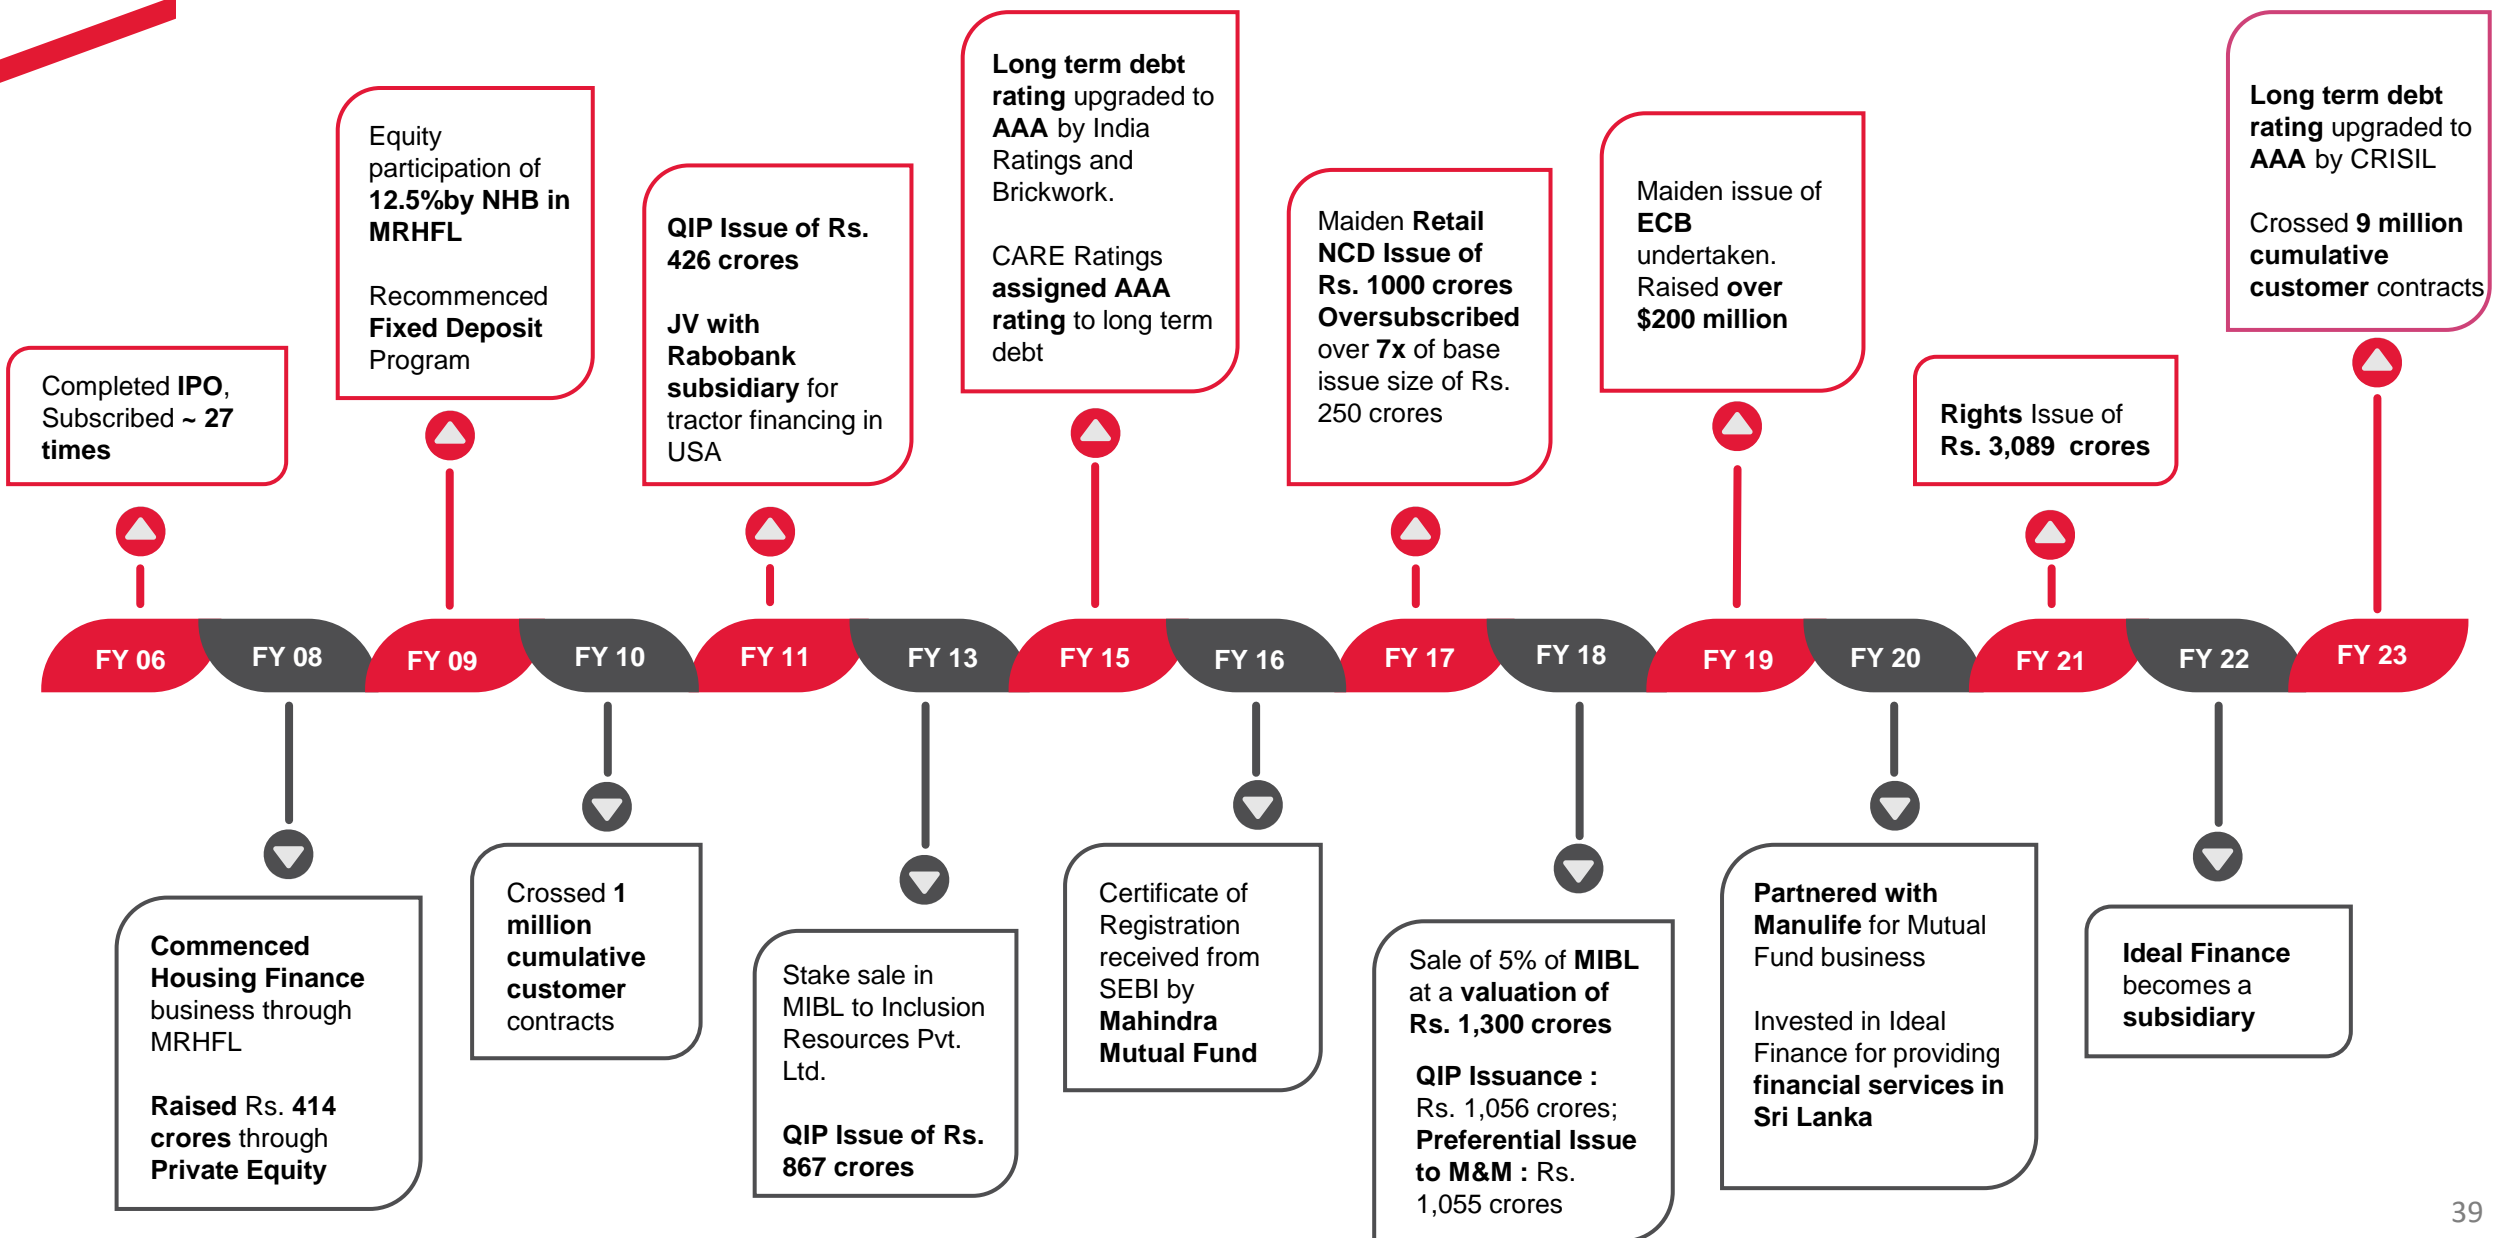 Completed IPO,
Subscribed ~ 27
times
Equity
participation of
12.5%by NHB in
MRHFL
Recommenced
Fixed Deposit
Program
QIP Issue of Rs.
426 crores
JV with
Rabobank
subsidiary for
tractor financing in
USA
Long term debt
rating upgraded to
AAA by India
Ratings and
Brickwork.
CARE Ratings
assigned AAA
rating to long term
debt
Maiden Retail
NCD Issue of
Rs. 1000 crores
Oversubscribed
over 7x of base
issue size of Rs.
250 crores
Maiden issue of
ECB
undertaken.
Raised over
$200 million
Rights Issue of
Rs. 3,089 crores
Long term debt
rating upgraded to
AAA by CRISIL
Crossed 9 million
cumulative
customer contracts
FY 06
FY 08
FY 09
FY 10
FY 11
FY 13
FY 15
FY 16
FY 17
FY 18
FY 19
FY 20
FY 21
FY 22
FY 23
Commenced
Housing Finance
business through
MRHFL
Raised Rs. 414
crores through
Private Equity
Crossed 1
million
cumulative
customer
contracts
Stake sale in
MIBL to Inclusion
Resources Pvt.
Ltd.
QIP Issue of Rs.
867 crores
Certificate of
Registration
received from
SEBI by
Mahindra
Mutual Fund
Sale of 5% of MIBL
at a valuation of
Rs. 1,300 crores
QIP Issuance :
Rs. 1,056 crores;
Preferential Issue
to M&M : Rs.
1,055 crores
Partnered with
Manulife for Mutual
Fund business
Invested in Ideal
Finance for providing
financial services in
Sri Lanka
Ideal Finance
becomes a
subsidiary
39